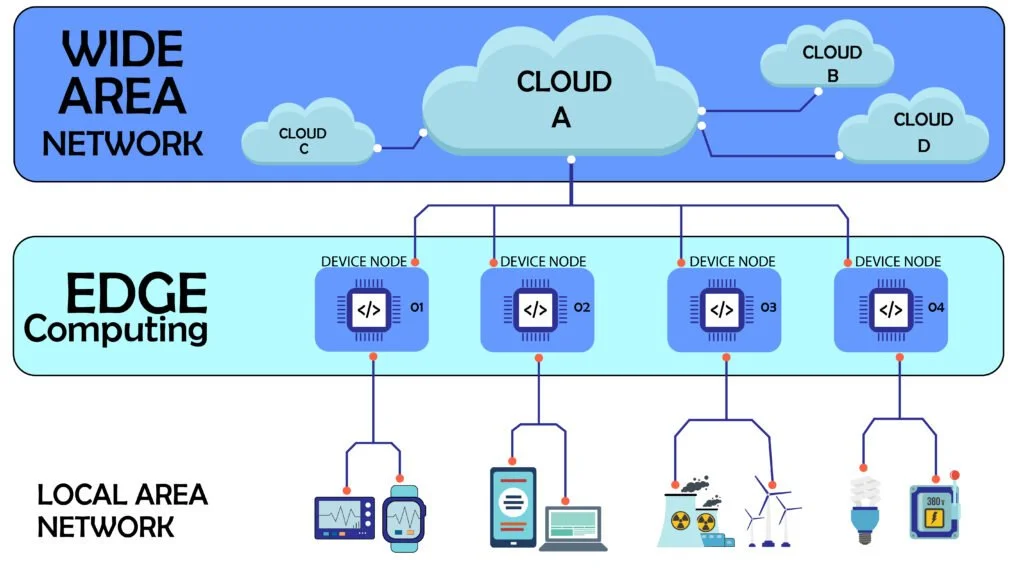 WIDE
AREA
NETWORK
CLOUD
A
CLOUD
B
CLOUD
C
CLOUD
D
EDGE
Computing
DEVICE NODE
01
DEVICE NODE
02
DEVICE NODE
03
DEVICE NODE
04
</>
</>
</>
</>
LOCAL AREA
NETWORK
380 v